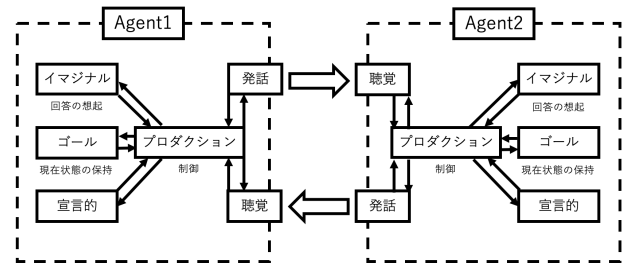 Agent1
イマジナル
回答の想起
ゴール
現在状態の保持
宣言的
プロダクション
制御
発話
聴覚
Agent2
聴覚
発話
プロダクション
制御
イマジナル
回答の想起
ゴール
現在状態の保持
宣言的